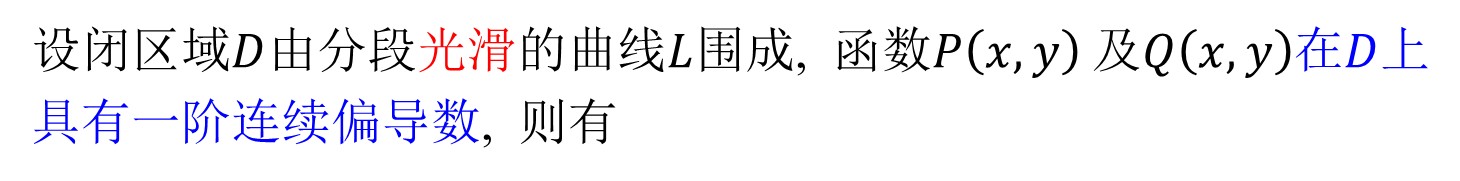 设闭区域D由分段光滑的曲线L围成, 函数P(x, y) 及Q(x, y)在D上
具有一阶连续偏导数, 则有